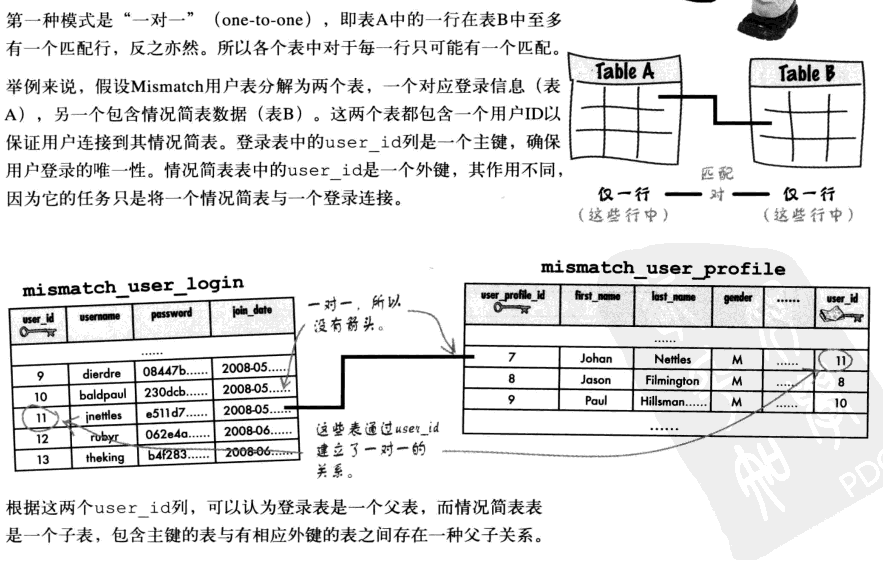 第一种模式是“一对一”（one-to-one），即表A中的一行在表B中至多
有一个匹配行，反之亦然。所以各个表中对于每一行只可能有一个匹配。
举例来说，假设Mismatch用户表分解为两个表，一个对应登录信息（表
A），另一个包含情况简表数据（表B）。这两个表都包含一个用户ID以
保证用户连接到其情况简表。登录表中的user_id列是一个主键，确保
用户登录的唯一性。情况简表表中的user_id是一个外键，其作用不同，
因为它的任务只是将一个情况简表与一个登录连接。
Table A
Table B
匹配
仅一行 对 仅一行
（这些行中） （这些行中）
mismatch_user_login
user_id username password join_date
......
9 dierdre 08447b...... 2008-05......
10 baldpaul 230dcb...... 2008-05......
11 jnettles e511d7...... 2008-05......
12 rubyr 062e4a...... 2008-06......
13 theking b4f283...... 2008-06......
一对一，所以
没有箭头。
这些表通过user_id
建立了一对一的
关系。
mismatch_user_profile
user_profile_id first_name last_name gender ...... user_id
......
7 Johan Nettles M ...... 11
8 Jason Filmington M ...... 8
9 Paul Hillsman...... M ...... 10
......
根据这两个user_id列，可以认为登录表是一个父表，而情况简表表
是一个子表，包含主键的表与有相应外键的表之间存在一种父子关系。
PDG